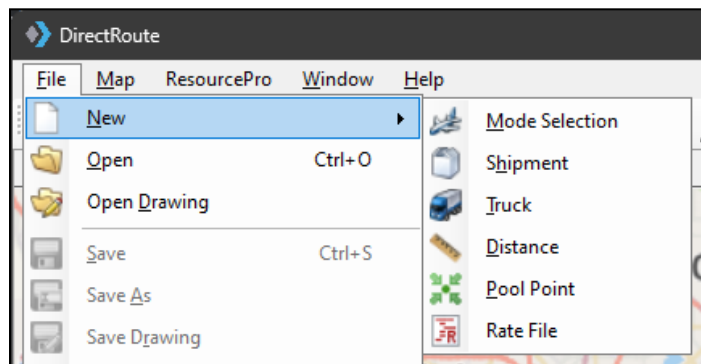 DirectRoute
File Map ResourcePro Window Help
New
Open Ctrl+O
Open Drawing
Save Ctrl+S
Save As
Save Drawing
Mode Selection
Shipment
Truck
Distance
Pool Point
Rate File